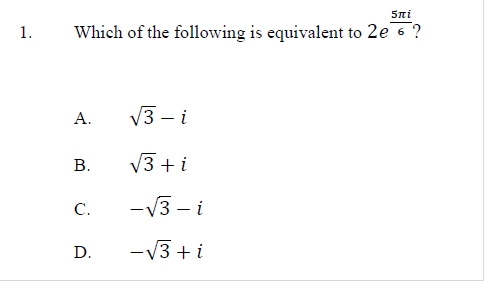 1. Which of the following is equivalent to 2e^(5πi/6)?
A. √3 − i
B. √3 + i
C. −√3 − i
D. −√3 + i